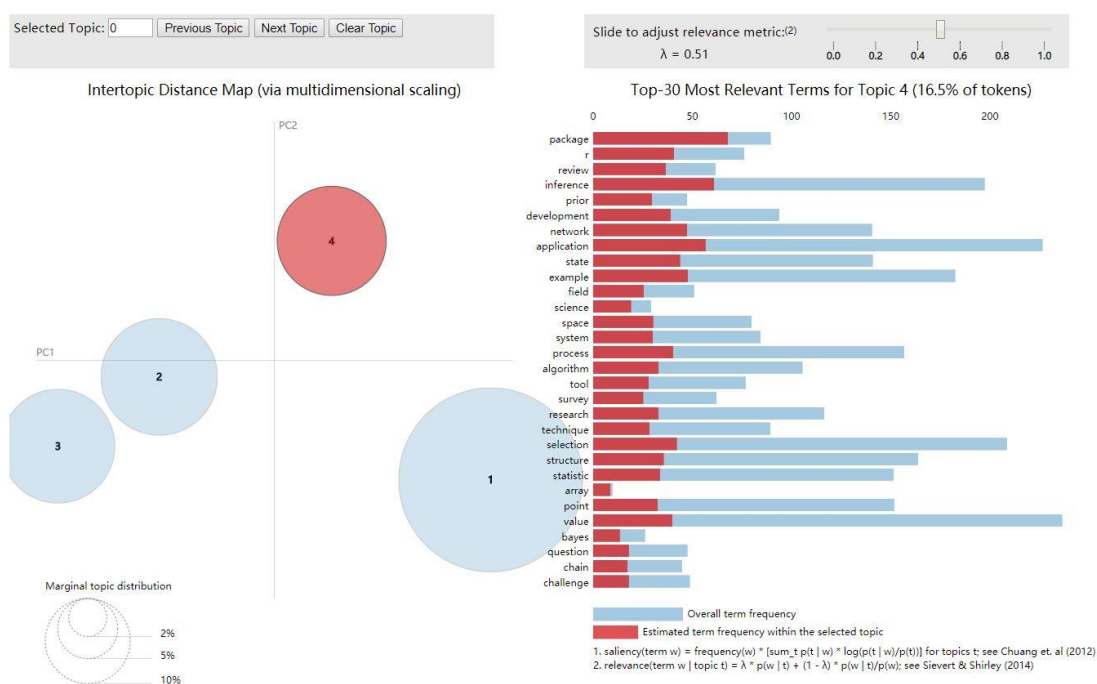 Selected Topic: 0 Previous Topic Next Topic Clear Topic
Slide to adjust relevance metric:(2)
λ = 0.51
0.0 0.2 0.4 0.6 0.8 1.0
Intertopic Distance Map (via multidimensional scaling)
PC2
PC1
4
2
3
1
Marginal topic distribution
2%
5%
10%
Top-30 Most Relevant Terms for Topic 4 (16.5% of tokens)
0 50 100 150 200
package
r
review
inference
prior
development
network
application
state
example
field
science
space
system
process
algorithm
tool
survey
research
technique
selection
structure
statistic
array
point
value
bayes
question
chain
challenge
Overall term frequency
Estimated term frequency within the selected topic
1. saliency(term w) = frequency(w) * [sum_t p(t | w) * log(p(t | w)/p(t))] for topics t; see Chuang et. al (2012)
2. relevance(term w | topic t) = λ * p(w | t) + (1 - λ) * p(w | t)/p(w); see Sievert & Shirley (2014)